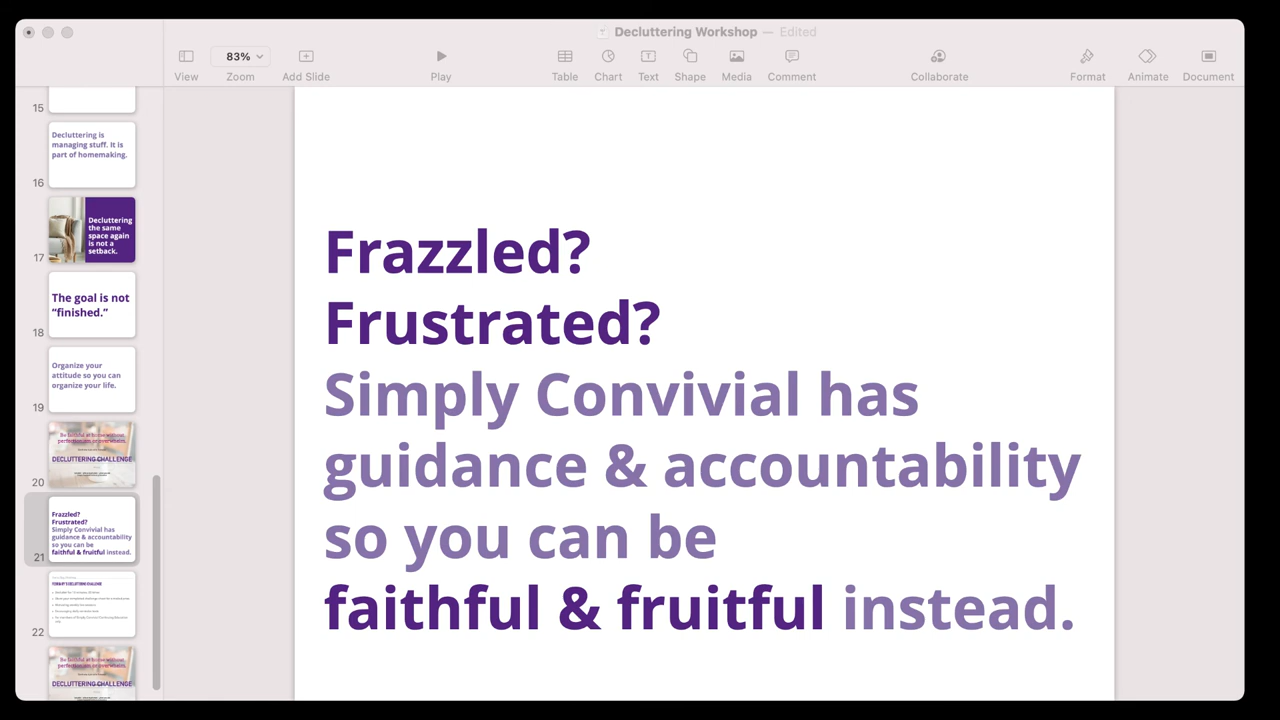 Decluttering Workshop — Edited
83%
View
Zoom
Add Slide
Play
Table
Chart
Text
Shape
Media
Comment
Collaborate
Format
Animate
Document
15
Decluttering is
managing stuff. It is
part of homemaking.
16
Decluttering
the same
space again
is not a
setback.
17
The goal is not
“finished.”
18
Organize your
attitude so you can
organize your life.
19
DECLUTTERING CHALLENGE
20
Frazzled?
Frustrated?
Simply Convivial has
guidance & accountability
so you can be
faithful & fruitful instead.
21
22
DECLUTTERING CHALLENGE
Frazzled?
Frustrated?
Simply Convivial has
guidance & accountability
so you can be
faithful & fruitful instead.